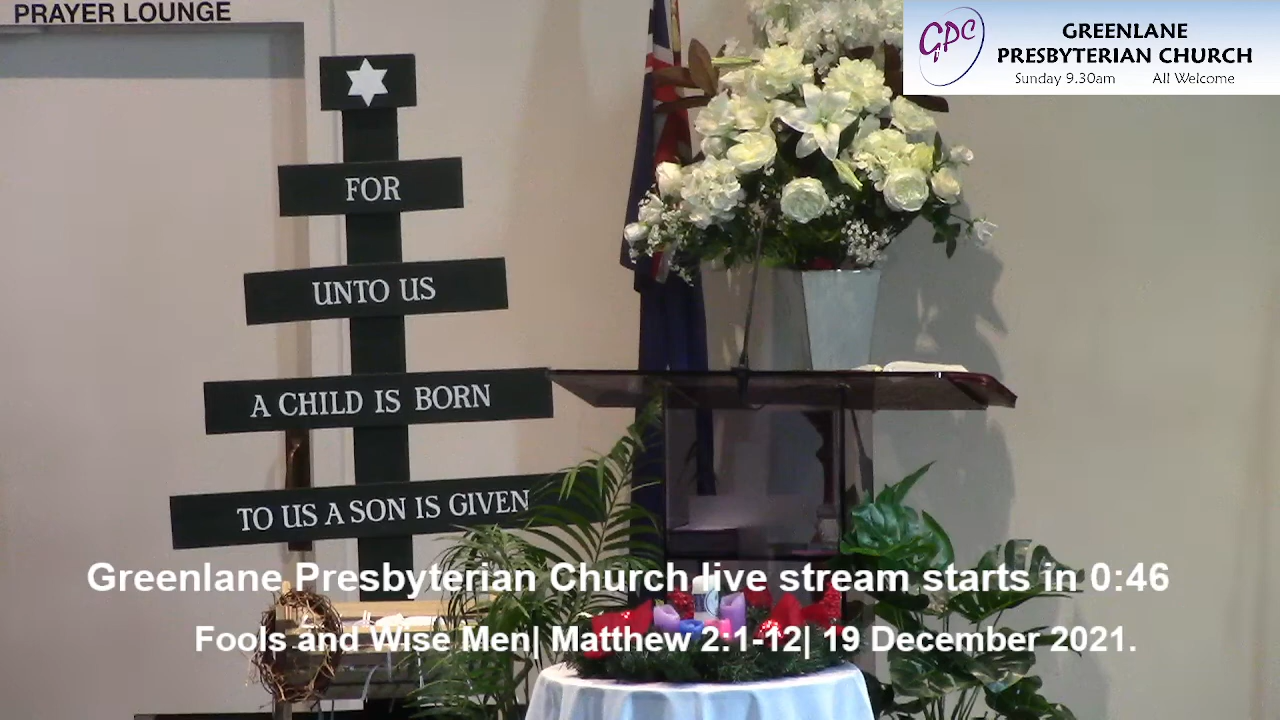 PRAYER LOUNGE
GPC
GREENLANE
PRESBYTERIAN CHURCH
Sunday 9.30am All Welcome
FOR
UNTO US
A CHILD IS BORN
TO US A SON IS GIVEN
Greenlane Presbyterian Church live stream starts in 0:46
Fools and Wise Men| Matthew 2:1-12| 19 December 2021.